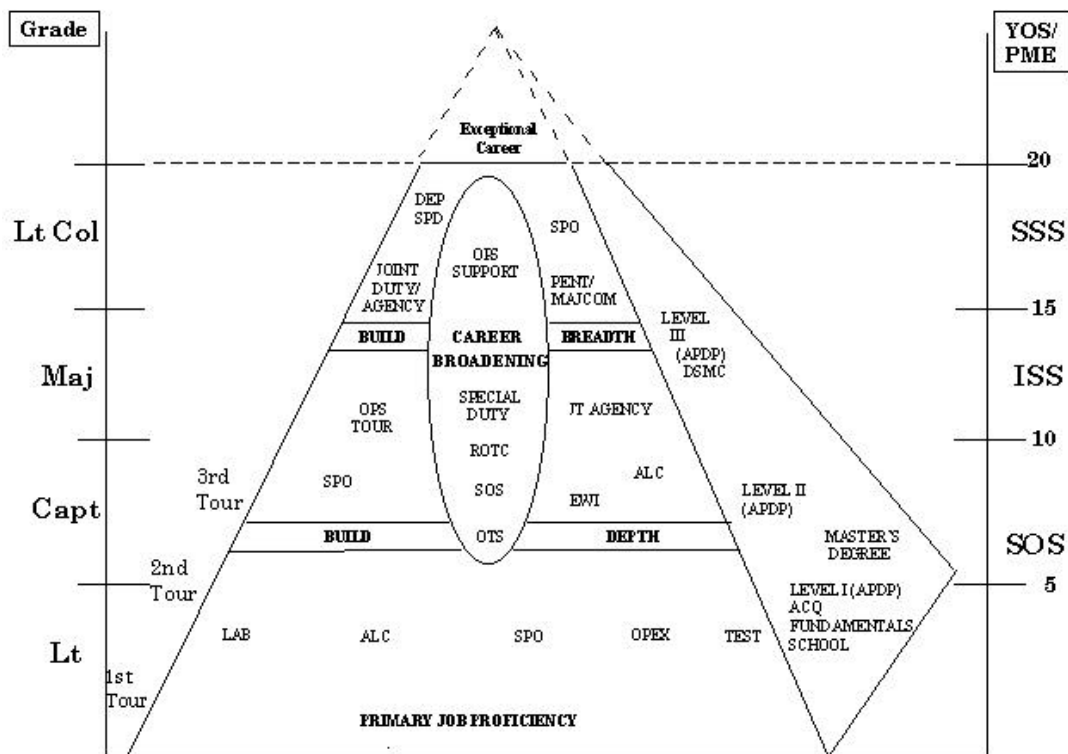 Grade
YOS/
PME
Exceptional
Career
20
Lt Col
DEP
SPD
SPO
SSS
OPS
SUPPORT
JOINT
DUTY/
AGENCY
PENT/
MAJCOM
15
LEVEL
III
(APDP)
DSMC
BUILD
CAREER
BROADENING
BREADTH
Maj
ISS
SPECIAL
DUTY
OPS
TOUR
JT AGENCY
10
ROTC
3rd
Tour
SPO
SOS
ALC
EWI
LEVEL II
(APDP)
Capt
BUILD
OTS
DEPTH
MASTER'S
DEGREE
SOS
2nd
Tour
5
LEVEL I (APDP)
ACQ
FUNDAMENTALS
SCHOOL
Lt
LAB
ALC
SPO
OPEX
TEST
1st
Tour
PRIMARY JOB PROFICIENCY